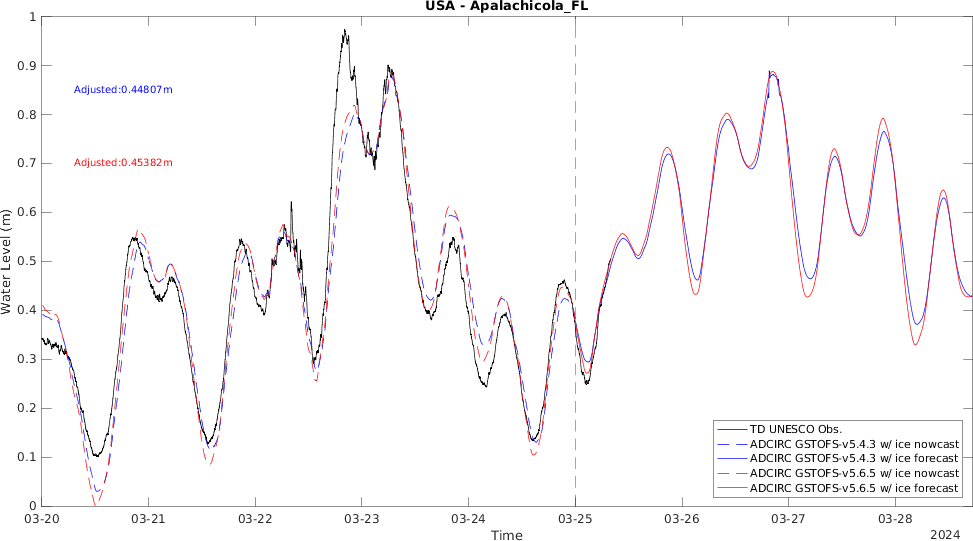 USA - Apalachicola_FL
1
0.9
0.8
0.7
0.6
0.5
0.4
0.3
0.2
0.1
0
Water Level (m)
Adjusted:0.44807m
Adjusted:0.45382m
TD UNESCO Obs.
ADCIRC GSTOFS-v5.4.3 w/ ice nowcast
ADCIRC GSTOFS-v5.4.3 w/ ice forecast
ADCIRC GSTOFS-v5.6.5 w/ ice nowcast
ADCIRC GSTOFS-v5.6.5 w/ ice forecast
03-20 03-21 03-22 03-23 03-24 03-25 03-26 03-27 03-28
Time
2024